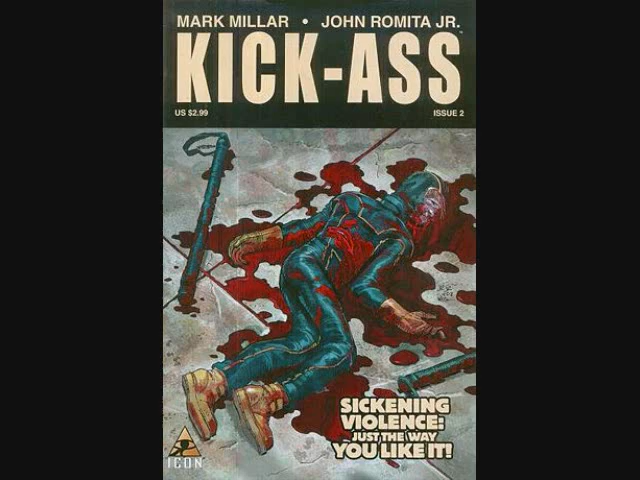 MARK MILLAR • JOHN ROMITA JR.
KICK-ASS
US $2.99
ISSUE 2
SICKENING
VIOLENCE:
JUST THE WAY
YOU LIKE IT!
ICON